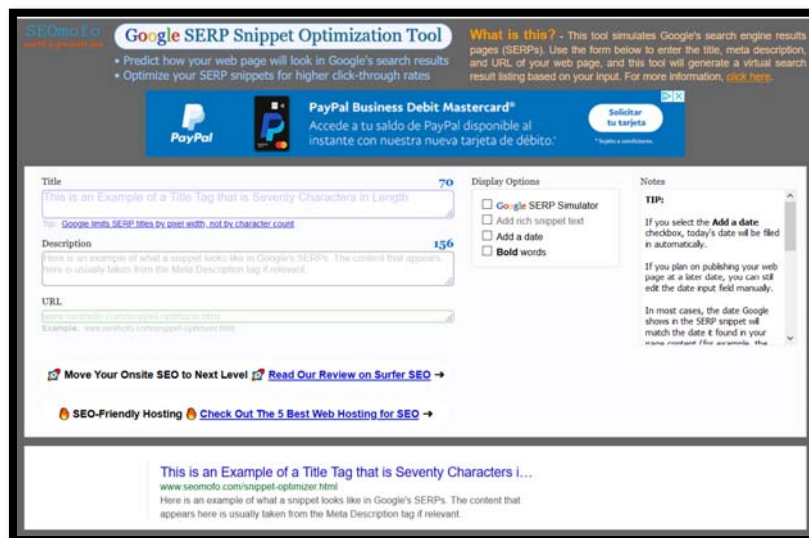 SEOmofo
Google SERP Snippet Optimization Tool
• Predict how your web page will look in Google's search results
• Optimize your SERP snippets for higher click-through rates
What is this? - This tool simulates Google's search engine results
pages (SERPs). Use the form below to enter the title, meta description,
and URL of your web page, and this tool will generate a virtual search
result listing based on your input. For more information, click here.
PayPal
PayPal Business Debit Mastercard®
Accede a tu saldo de PayPal disponible al
instante con nuestra nueva tarjeta de débito.*
Solicitar
tu tarjeta
* Sujeto a condiciones.
Title 70
This is an Example of a Title Tag that is Seventy Characters in Length
Tip: Google limits SERP titles by pixel width, not by character count
Description 156
Here is an example of what a snippet looks like in Google's SERPs. The content that appears
here is usually taken from the Meta Description tag if relevant.
URL
www.seomofo.com/snippet-optimizer.html
Example: www.seomofo.com/snippet-optimizer.html
Display Options
Google SERP Simulator
Add rich snippet text
Add a date
Bold words
Notes
TIP:
If you select the Add a date
checkbox, today's date will be filled
in automatically.
If you plan on publishing your web
page at a later date, you can still
edit the date input field manually.
In most cases, the date Google
shows in the SERP snippet will
match the date it found in your
page content (for example, the
Move Your Onsite SEO to Next Level Read Our Review on Surfer SEO →
SEO-Friendly Hosting Check Out The 5 Best Web Hosting for SEO →
This is an Example of a Title Tag that is Seventy Characters i...
www.seomofo.com/snippet-optimizer.html
Here is an example of what a snippet looks like in Google's SERPs. The content that
appears here is usually taken from the Meta Description tag if relevant.